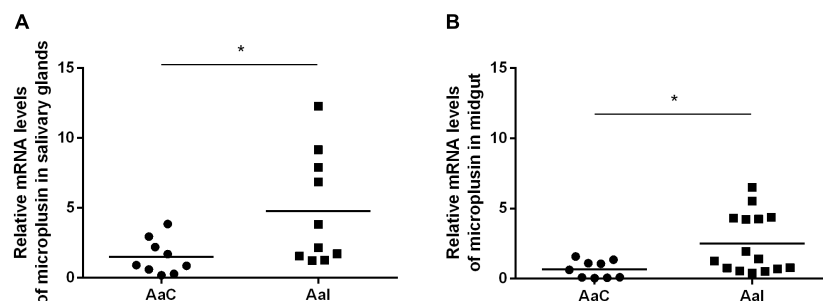 A
Relative mRNA levels
of microplusin in salivary glands
15
10
5
0
*
AaC
AaI
B
Relative mRNA levels
of microplusin in midgut
15
10
5
0
*
AaC
AaI